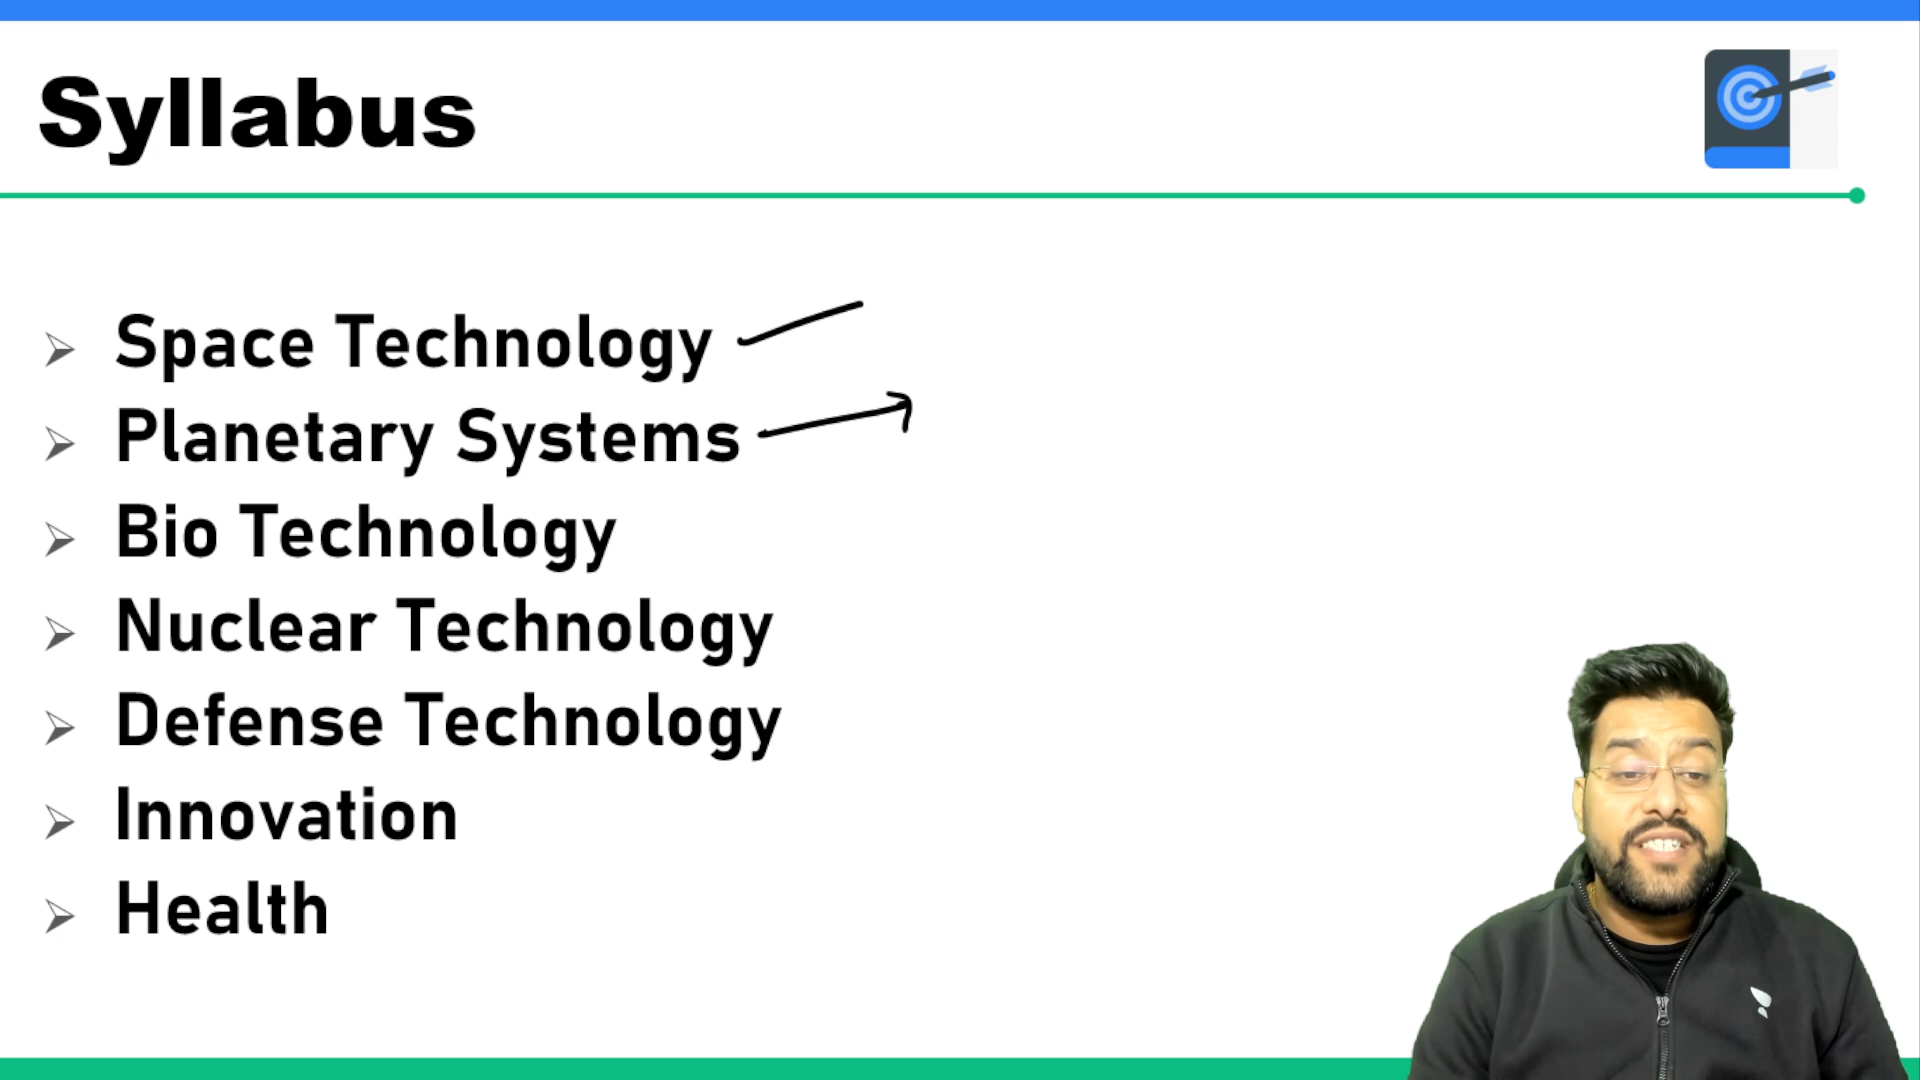 Syllabus
Space Technology
Planetary Systems
Bio Technology
Nuclear Technology
Defense Technology
Innovation
Health